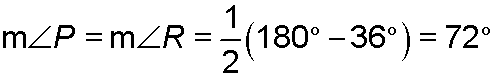 m∠P = m∠R = 1/2(180° − 36°) = 72°